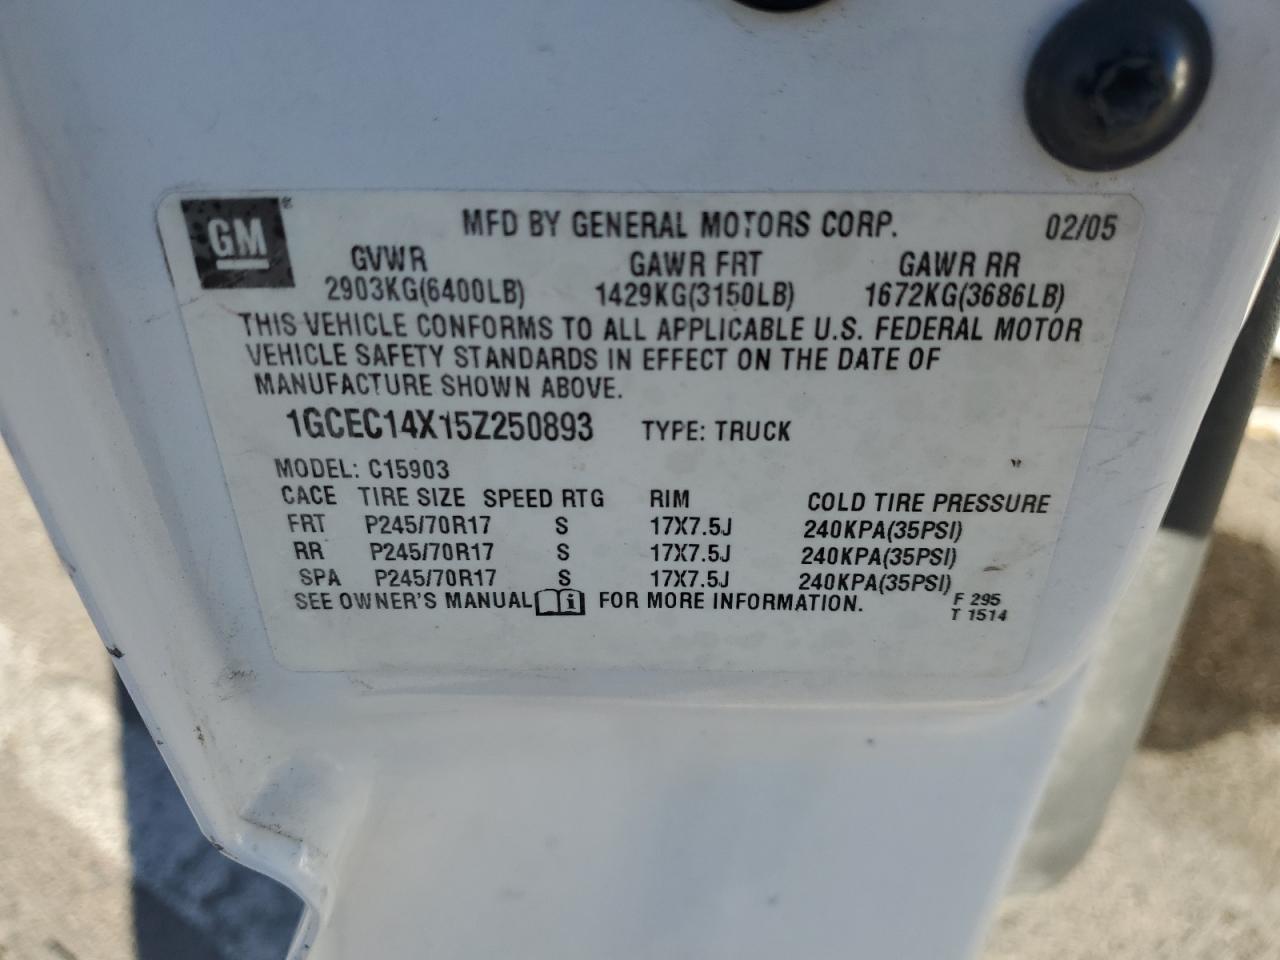 GM®
MFD BY GENERAL MOTORS CORP. 02/05
GVWR GAWR FRT GAWR RR
2903KG(6400LB) 1429KG(3150LB) 1672KG(3686LB)
THIS VEHICLE CONFORMS TO ALL APPLICABLE U.S. FEDERAL MOTOR
VEHICLE SAFETY STANDARDS IN EFFECT ON THE DATE OF
MANUFACTURE SHOWN ABOVE.
1GCEC14X15Z250893 TYPE: TRUCK
MODEL: C15903
CACE TIRE SIZE SPEED RTG RIM COLD TIRE PRESSURE
FRT P245/70R17 S 17X7.5J 240KPA(35PSI)
RR P245/70R17 S 17X7.5J 240KPA(35PSI)
SPA P245/70R17 S 17X7.5J 240KPA(35PSI)
SEE OWNER'S MANUAL i FOR MORE INFORMATION. F 295
T 1514